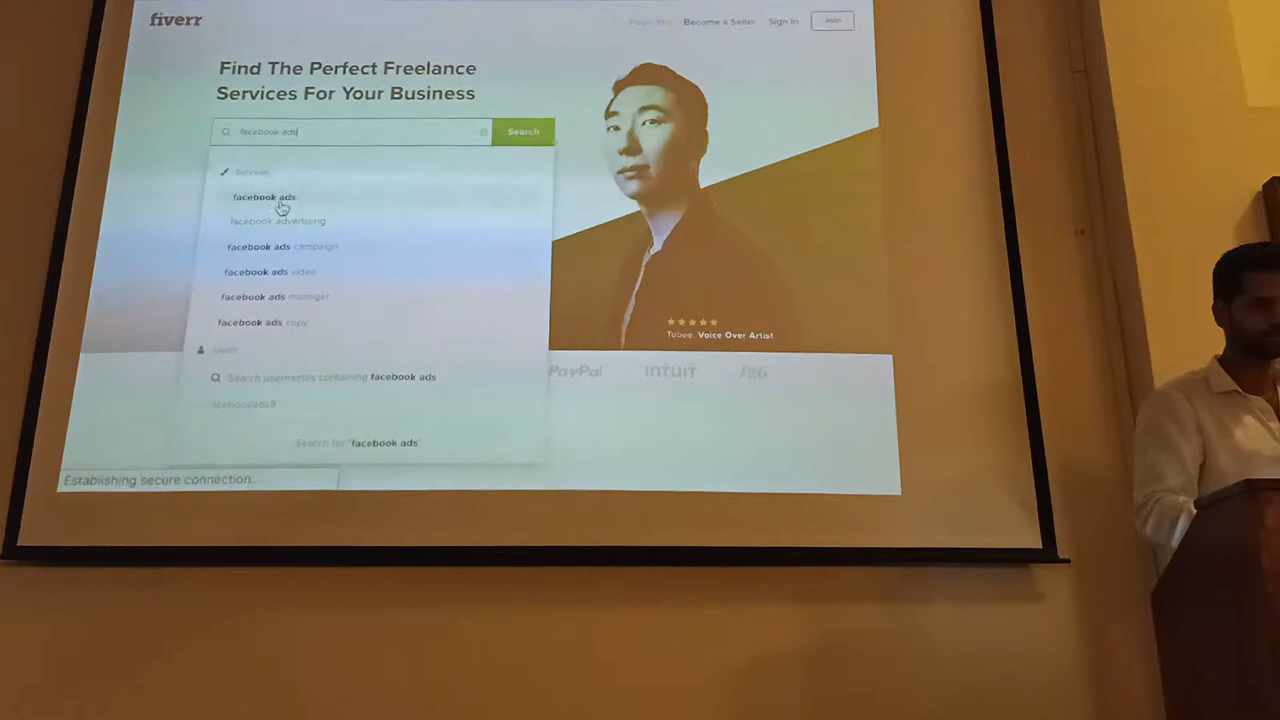 fiverr
Become a Seller
Sign In
Join
Find The Perfect Freelance
Services For Your Business
facebook ads
Search
Services
facebook ads
facebook advertising
facebook ads campaign
facebook ads video
facebook ads manager
facebook ads copy
Users
Search usernames containing facebook ads
Search for "facebook ads"
Tobee, Voice Over Artist
PayPal
intuit
P&G
Establishing secure connection...